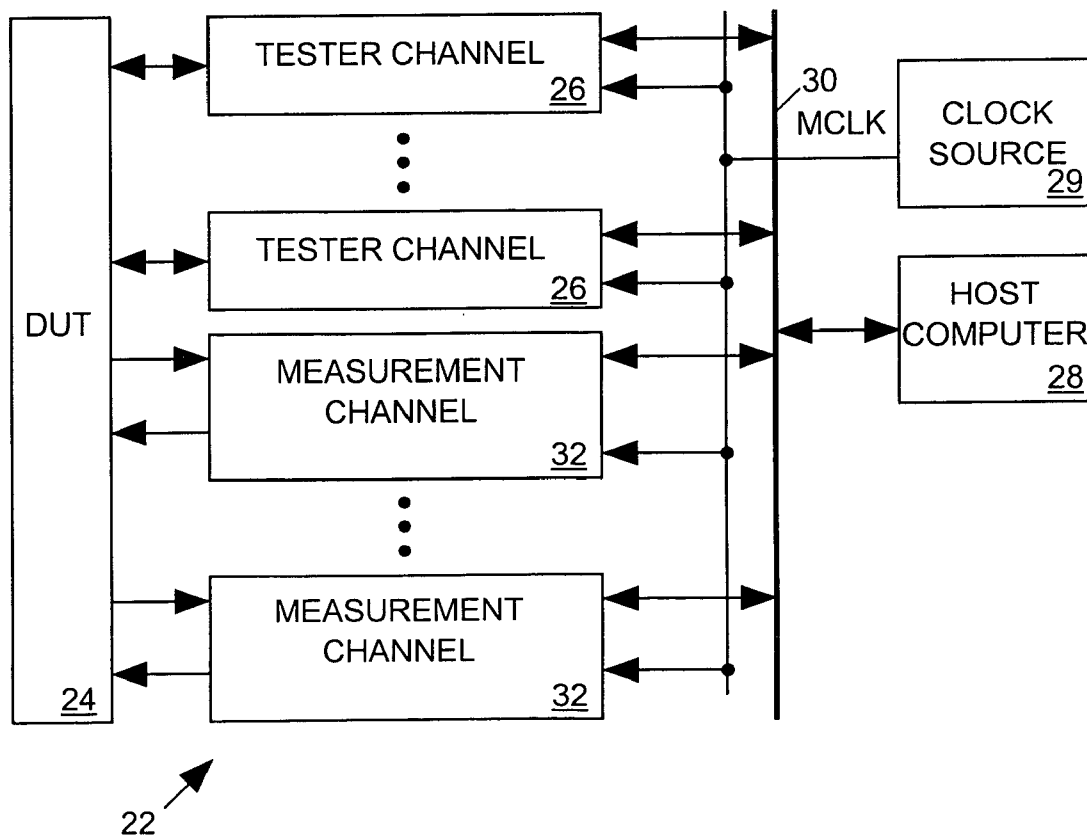 TESTER CHANNEL
26
30
MCLK
CLOCK
SOURCE
29
TESTER CHANNEL
26
DUT
HOST
COMPUTER
28
MEASUREMENT
CHANNEL
32
MEASUREMENT
CHANNEL
32
24
22